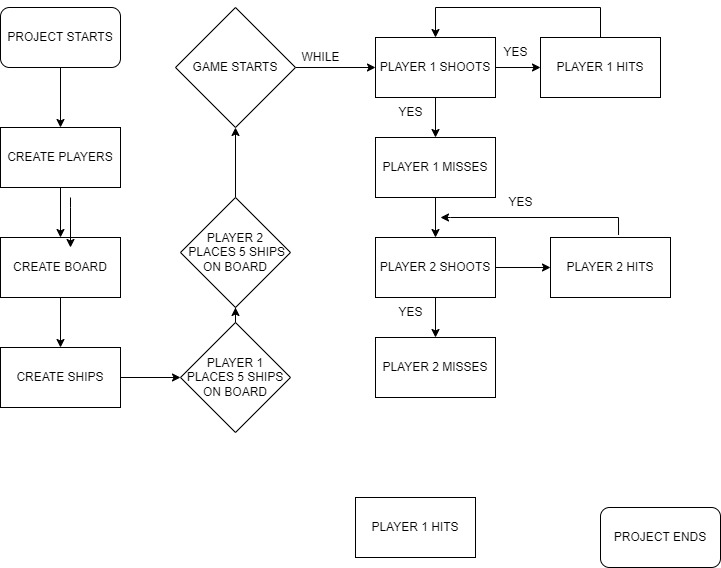 PROJECT STARTS
CREATE PLAYERS
CREATE BOARD
CREATE SHIPS
PLAYER 1
PLACES 5 SHIPS
ON BOARD
PLAYER 2
PLACES 5 SHIPS
ON BOARD
GAME STARTS
WHILE
PLAYER 1 SHOOTS
YES
PLAYER 1 HITS
YES
PLAYER 1 MISSES
YES
PLAYER 2 SHOOTS
PLAYER 2 HITS
YES
PLAYER 2 MISSES
PLAYER 1 HITS
PROJECT ENDS